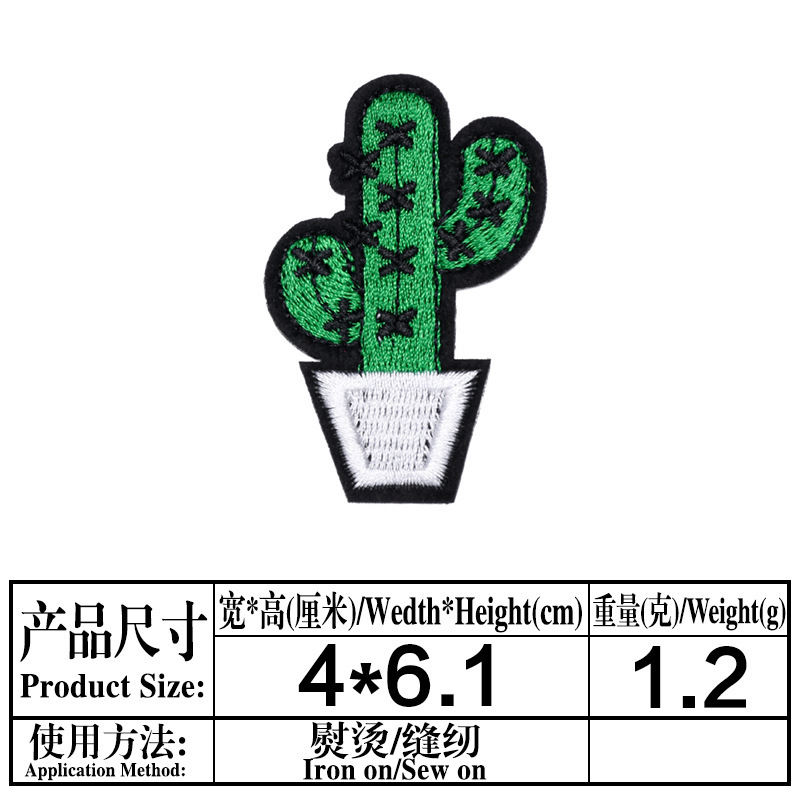 产品尺寸
Product Size:
宽*高(厘米)/Wedth*Height(cm)
重量(克)/Weight(g)
4*6.1
1.2
使用方法:
Application Method:
熨烫/缝纫
Iron on/Sew on